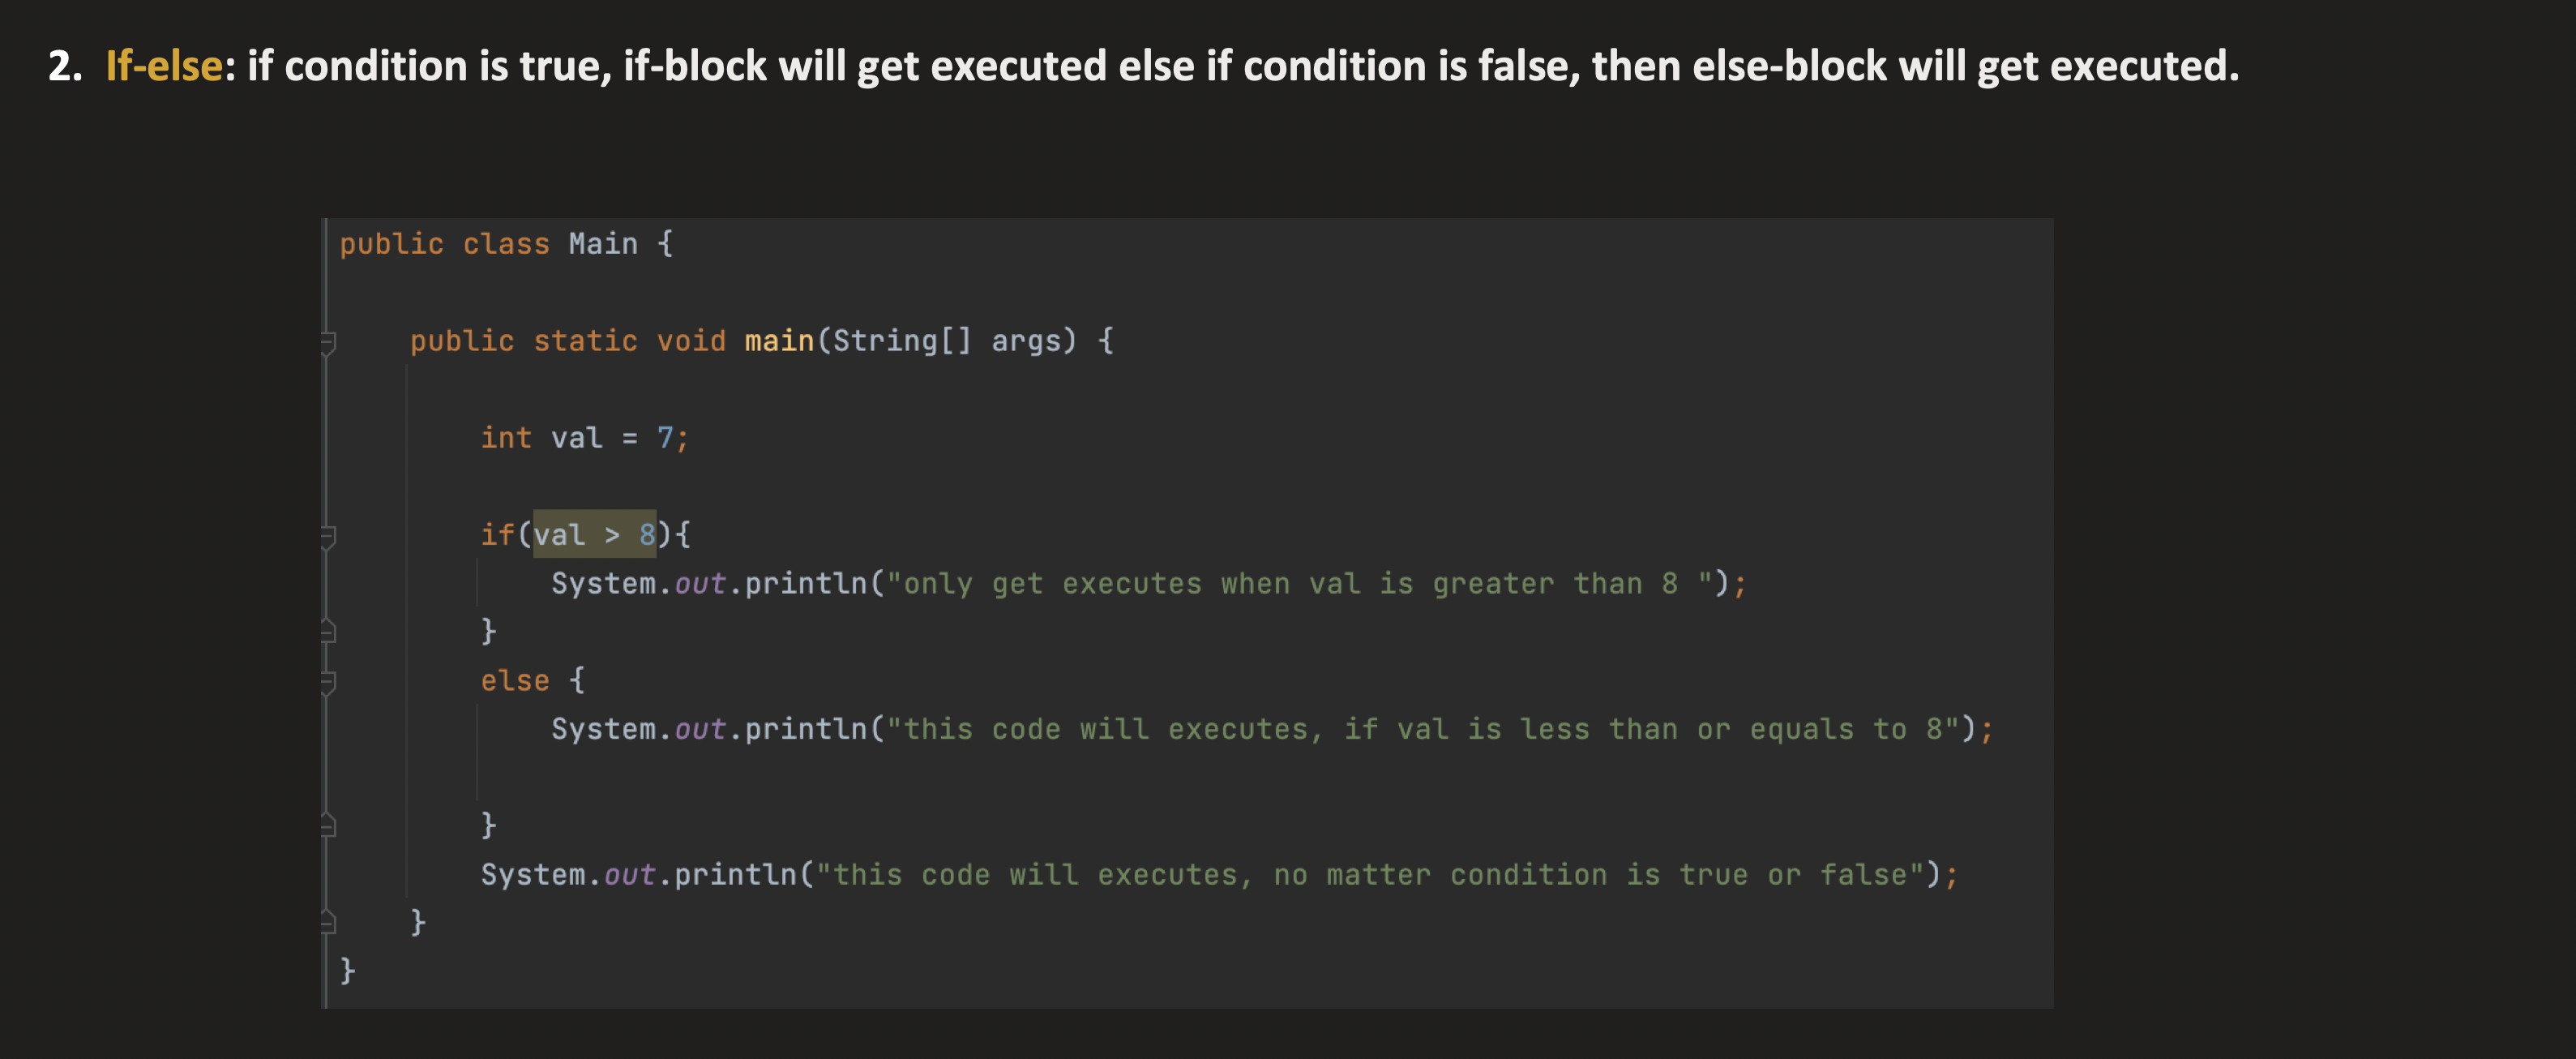 2. If-else: if condition is true, if-block will get executed else if condition is false, then else-block will get executed.
public class Main {
public static void main(String[] args) {
int val = 7;
if(val > 8){
System.out.println("only get executes when val is greater than 8 ");
}
else {
System.out.println("this code will executes, if val is less than or equals to 8");
}
System.out.println("this code will executes, no matter condition is true or false");
}
}